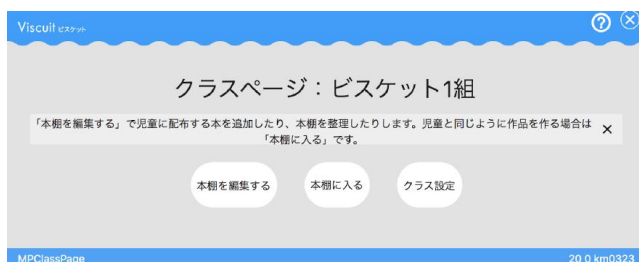 Viscuit ビスケット
?
クラスページ：ビスケット1組
「本棚を編集する」で児童に配布する本を追加したり、本棚を整理したりします。児童と同じように作品を作る場合は
「本棚に入る」です。
本棚を編集する 本棚に入る クラス設定
MPClassPage 20.0 km0323